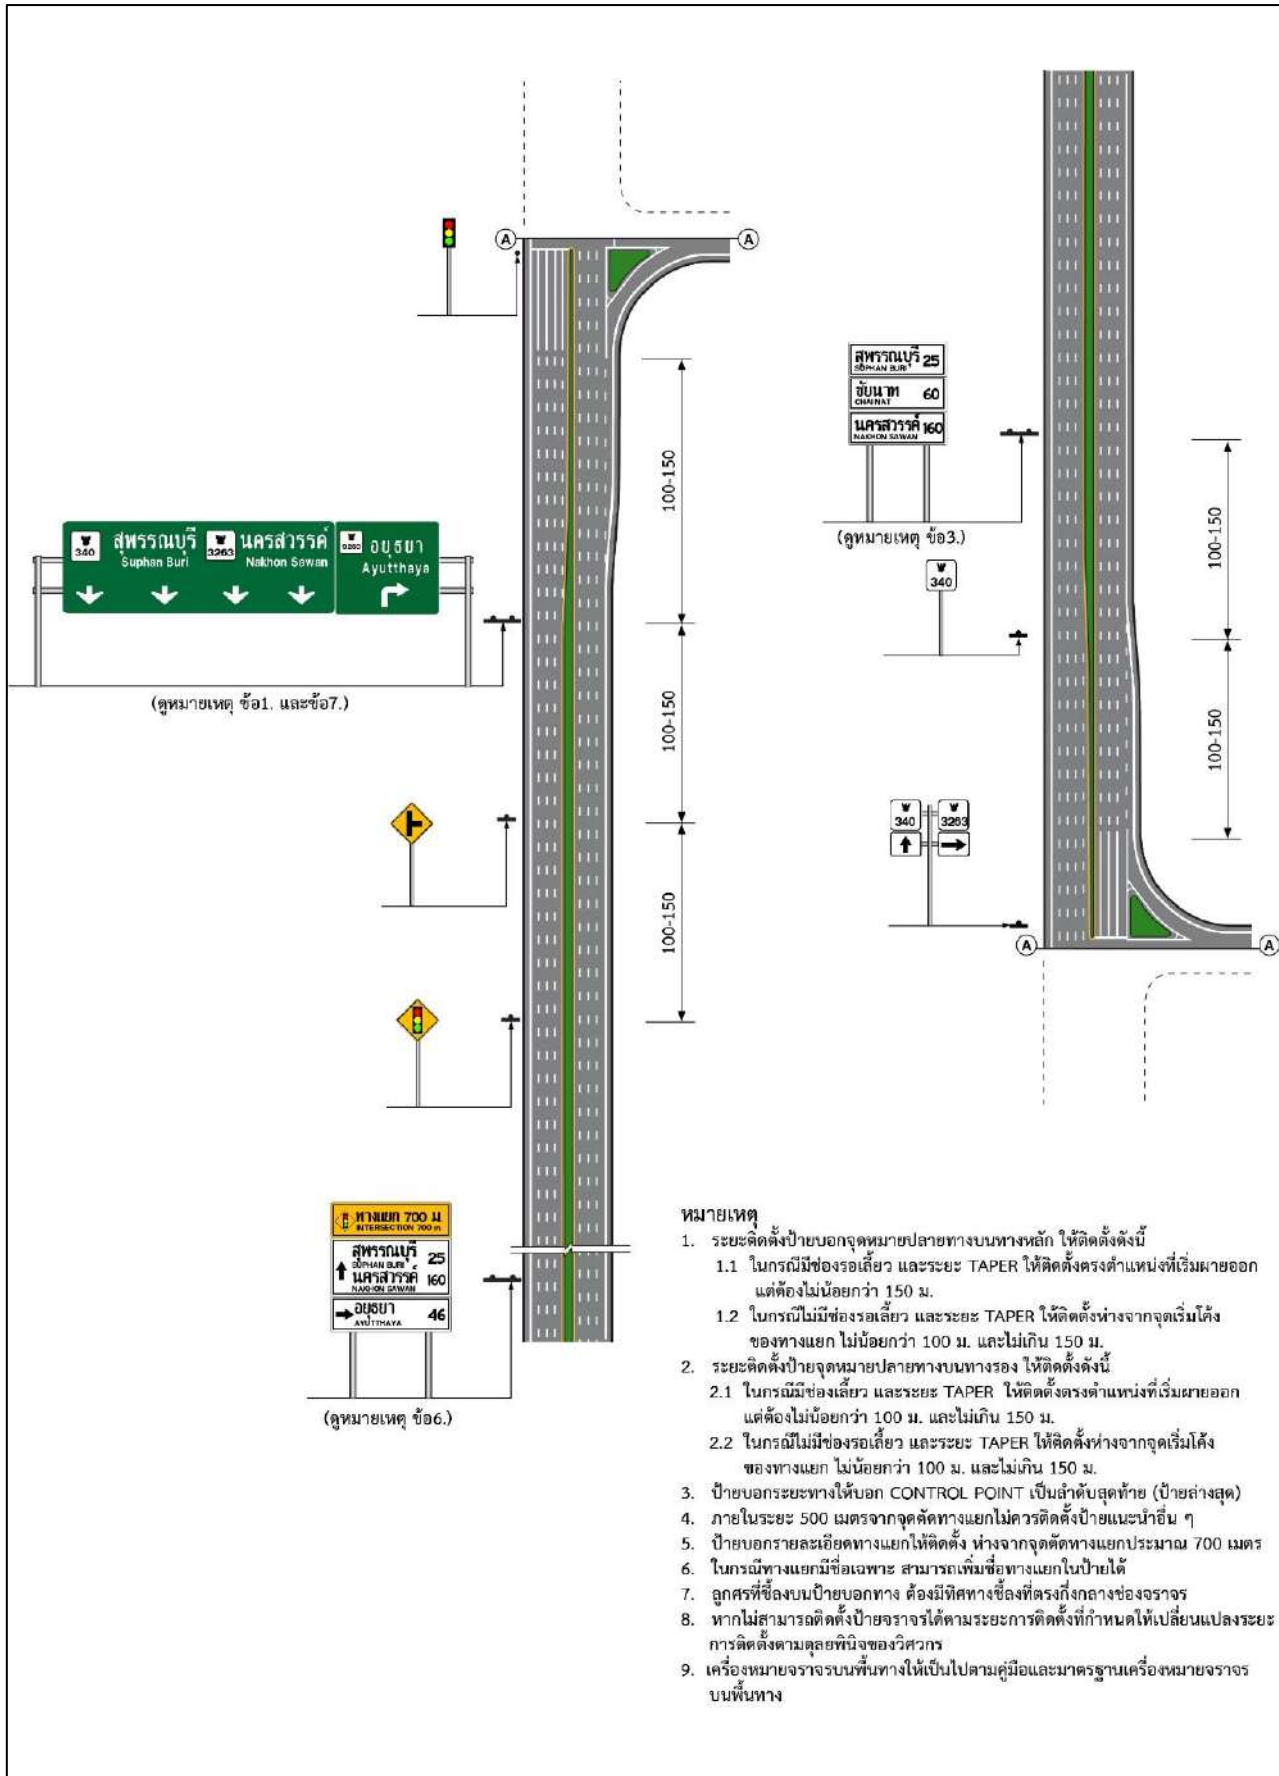 A
A
สุพรรณบุรี 25
SUPHAN BURI
ชัยนาท 60
CHAINAT
นครสวรรค์ 160
NAKHON SAWAN
(ดูหมายเหตุ ข้อ3.)
100-150
100-150
340
340
สุพรรณบุรี
Suphan Buri
3263
นครสวรรค์
Nakhon Sawan
อยุธยา
Ayutthaya
(ดูหมายเหตุ ข้อ1. และข้อ7.)
100-150
100-150
100-150
340
3263
100-150
A
A
ทางแยก 700 ม
INTERSECTION 700 m
สุพรรณบุรี 25
SUPHAN BURI
นครสวรรค์ 160
NAKHON SAWAN
อยุธยา 46
AYUTTHAYA
(ดูหมายเหตุ ข้อ6.)
หมายเหตุ
1. ระยะติดตั้งป้ายบอกจุดหมายปลายทางบนทางหลัก ให้ติดตั้งดังนี้
1.1 ในกรณีมีช่องรอเลี้ยว และระยะ TAPER ให้ติดตั้งตรงตำแหน่งที่เริ่มผายออก
แต่ต้องไม่น้อยกว่า 150 ม.
1.2 ในกรณีไม่มีช่องรอเลี้ยว และระยะ TAPER ให้ติดตั้งห่างจากจุดเริ่มโค้ง
ของทางแยก ไม่น้อยกว่า 100 ม. และไม่เกิน 150 ม.
2. ระยะติดตั้งป้ายจุดหมายปลายทางบนทางรอง ให้ติดตั้งดังนี้
2.1 ในกรณีมีช่องเลี้ยว และระยะ TAPER ให้ติดตั้งตรงตำแหน่งที่เริ่มผายออก
แต่ต้องไม่น้อยกว่า 100 ม. และไม่เกิน 150 ม.
2.2 ในกรณีไม่มีช่องรอเลี้ยว และระยะ TAPER ให้ติดตั้งห่างจากจุดเริ่มโค้ง
ของทางแยก ไม่น้อยกว่า 100 ม. และไม่เกิน 150 ม.
3. ป้ายบอกระยะทางให้บอก CONTROL POINT เป็นลำดับสุดท้าย (ป้ายล่างสุด)
4. ภายในระยะ 500 เมตรจากจุดตัดทางแยกไม่ควรติดตั้งป้ายแนะนำอื่น ๆ
5. ป้ายบอกรายละเอียดทางแยกให้ติดตั้ง ห่างจากจุดตัดทางแยกประมาณ 700 เมตร
6. ในกรณีทางแยกมีชื่อเฉพาะ สามารถเพิ่มชื่อทางแยกในป้ายได้
7. ลูกศรที่ชี้ลงบนป้ายบอกทาง ต้องมีทิศทางชี้ลงที่ตรงกึ่งกลางช่องจราจร
8. หากไม่สามารถติดตั้งป้ายจราจรได้ตามระยะการติดตั้งที่กำหนดให้เปลี่ยนแปลงระยะ
การติดตั้งตามดุลยพินิจของวิศวกร
9. เครื่องหมายจราจรบนพื้นทางให้เป็นไปตามคู่มือและมาตรฐานเครื่องหมายจราจร
บนพื้นทาง